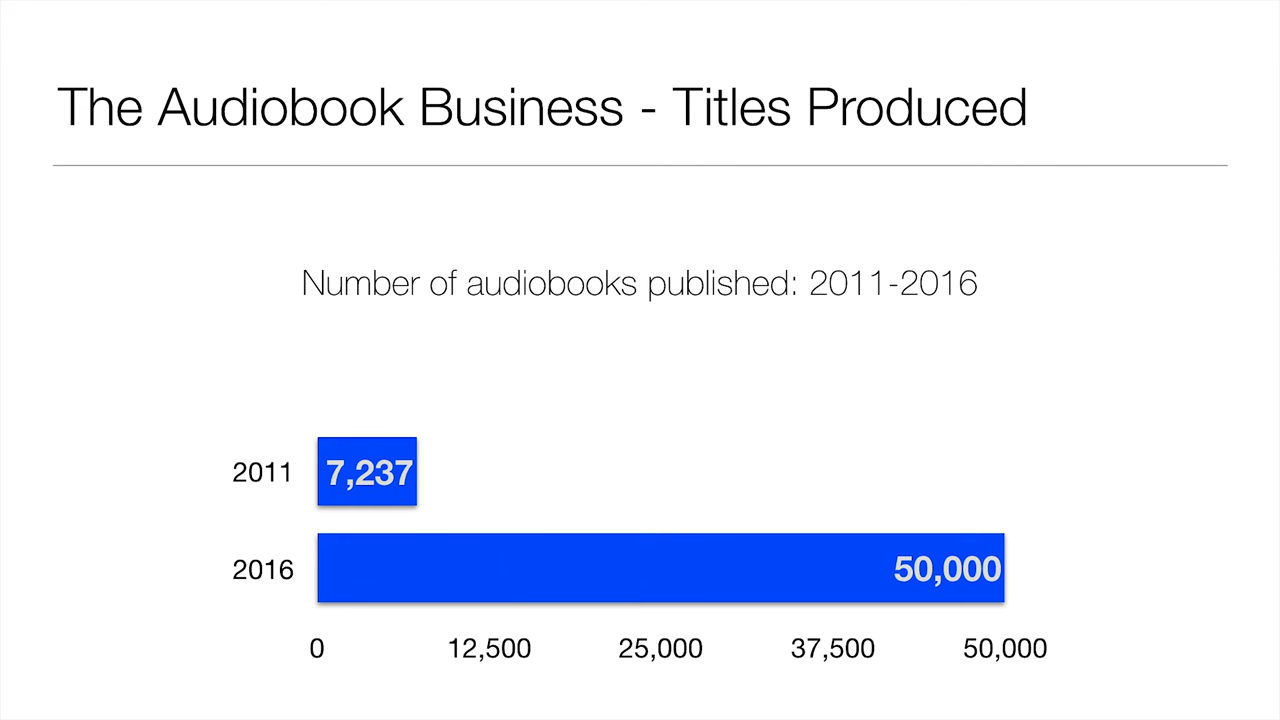 The Audiobook Business - Titles Produced
Number of audiobooks published: 2011-2016
2011 7,237
2016 50,000
0 12,500 25,000 37,500 50,000